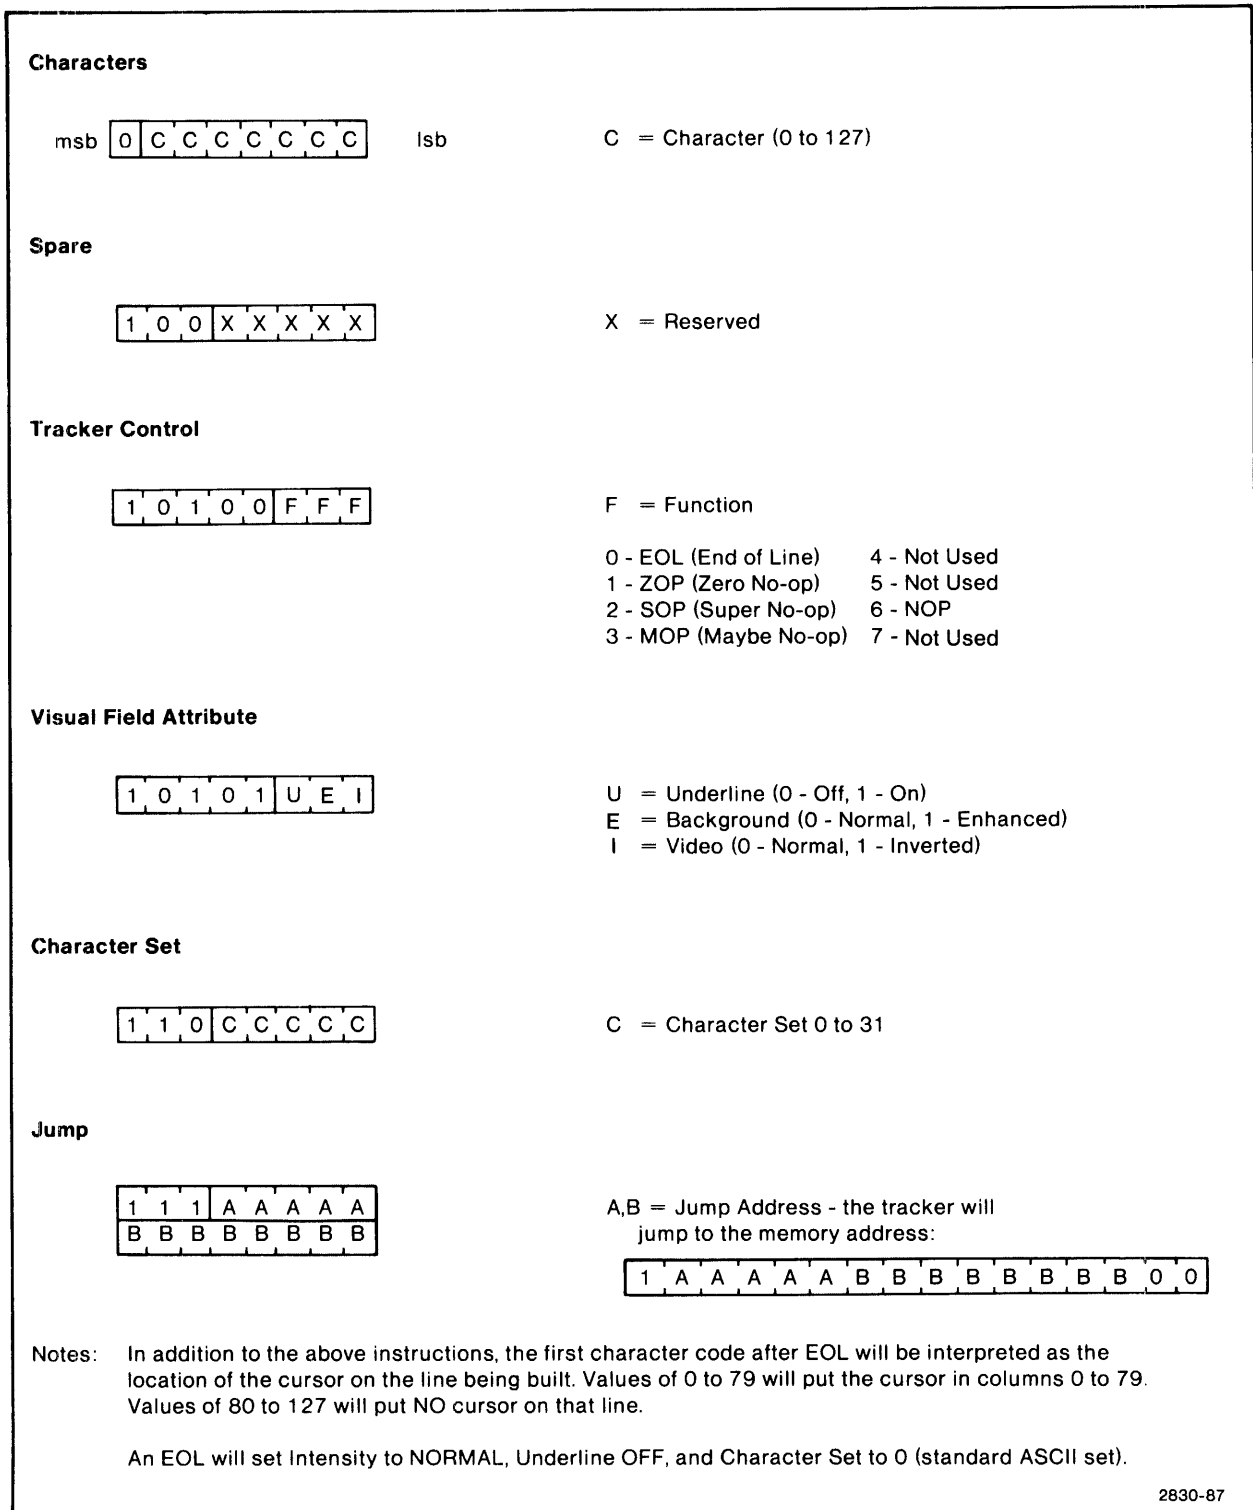 Characters
msb 0 C C C C C C C lsb C = Character (0 to 127)
Spare
1 0 0 X X X X X X = Reserved
Tracker Control
1 0 1 0 0 F F F F = Function
0 - EOL (End of Line) 4 - Not Used
1 - ZOP (Zero No-op) 5 - Not Used
2 - SOP (Super No-op) 6 - NOP
3 - MOP (Maybe No-op) 7 - Not Used
Visual Field Attribute
1 0 1 0 1 U E I U = Underline (0 - Off, 1 - On)
E = Background (0 - Normal, 1 - Enhanced)
I = Video (0 - Normal, 1 - Inverted)
Character Set
1 1 0 C C C C C C = Character Set 0 to 31
Jump
1 1 1 A A A A A A,B = Jump Address - the tracker will
B B B B B B B B jump to the memory address:
1 A A A A A B B B B B B B B 0 0
Notes: In addition to the above instructions, the first character code after EOL will be interpreted as the
location of the cursor on the line being built. Values of 0 to 79 will put the cursor in columns 0 to 79.
Values of 80 to 127 will put NO cursor on that line.
An EOL will set Intensity to NORMAL, Underline OFF, and Character Set to 0 (standard ASCII set).
2830-87